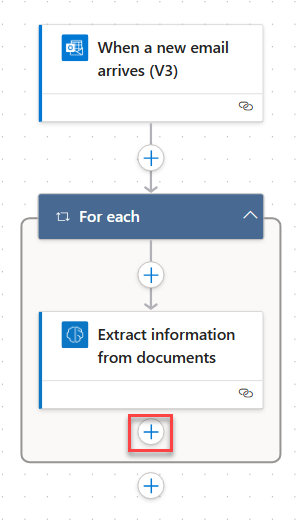 When a new email
arrives (V3)
For each
Extract information
from documents